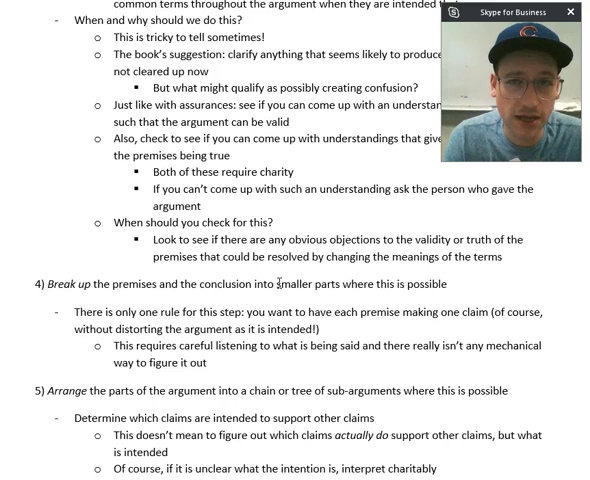 common terms throughout the argument when they are intended
- When and why should we do this?
o This is tricky to tell sometimes!
o The book's suggestion: clarify anything that seems likely to produce
not cleared up now
▪ But what might qualify as possibly creating confusion?
o Just like with assurances: see if you can come up with an
such that the argument can be valid
o Also, check to see if you can come up with understandings that
the premises being true
▪ Both of these require charity
▪ If you can't come up with such an understanding ask the person who gave the
argument
o When should you check for this?
▪ Look to see if there are any obvious objections to the validity or truth of the
premises that could be resolved by changing the meanings of the terms
4) Break up the premises and the conclusion into smaller parts where this is possible
- There is only one rule for this step: you want to have each premise making one claim (of course,
without distorting the argument as it is intended!)
o This requires careful listening to what is being said and there really isn't any mechanical
way to figure it out
5) Arrange the parts of the argument into a chain or tree of sub-arguments where this is possible
- Determine which claims are intended to support other claims
o This doesn't mean to figure out which claims actually do support other claims, but what
is intended
o Of course, if it is unclear what the intention is, interpret charitably
Skype for Business